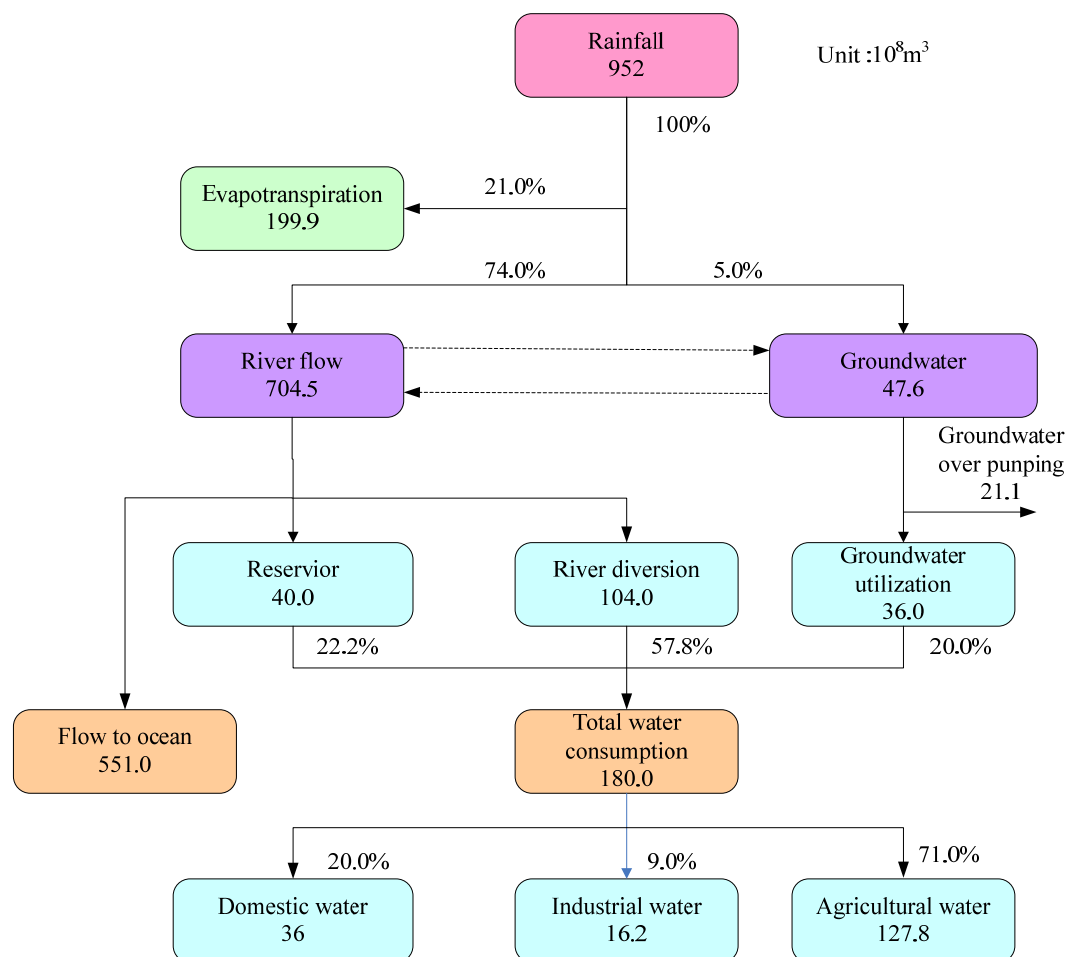 Rainfall
952
Unit :10⁸m³
100%
21.0%
Evapotranspiration
199.9
74.0%
5.0%
River flow
704.5
Groundwater
47.6
Groundwater
over punping
21.1
Reservior
40.0
River diversion
104.0
Groundwater
utilization
36.0
22.2%
57.8%
20.0%
Flow to ocean
551.0
Total water
consumption
180.0
20.0%
9.0%
71.0%
Domestic water
36
Industrial water
16.2
Agricultural water
127.8